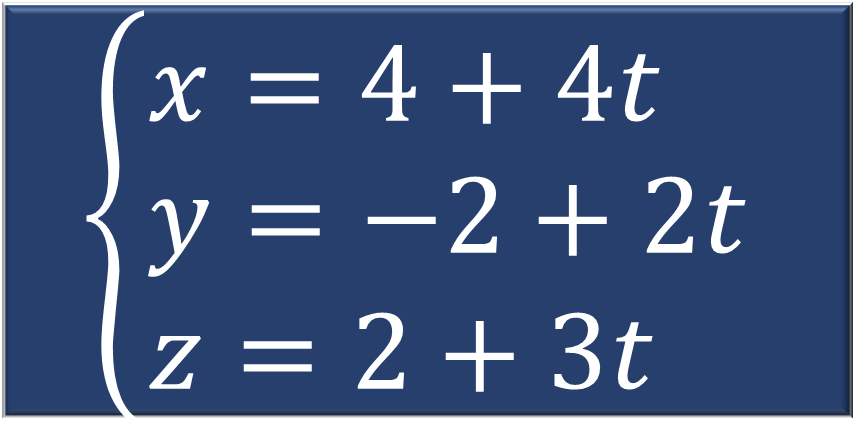 x = 4 + 4t
y = −2 + 2t
z = 2 + 3t